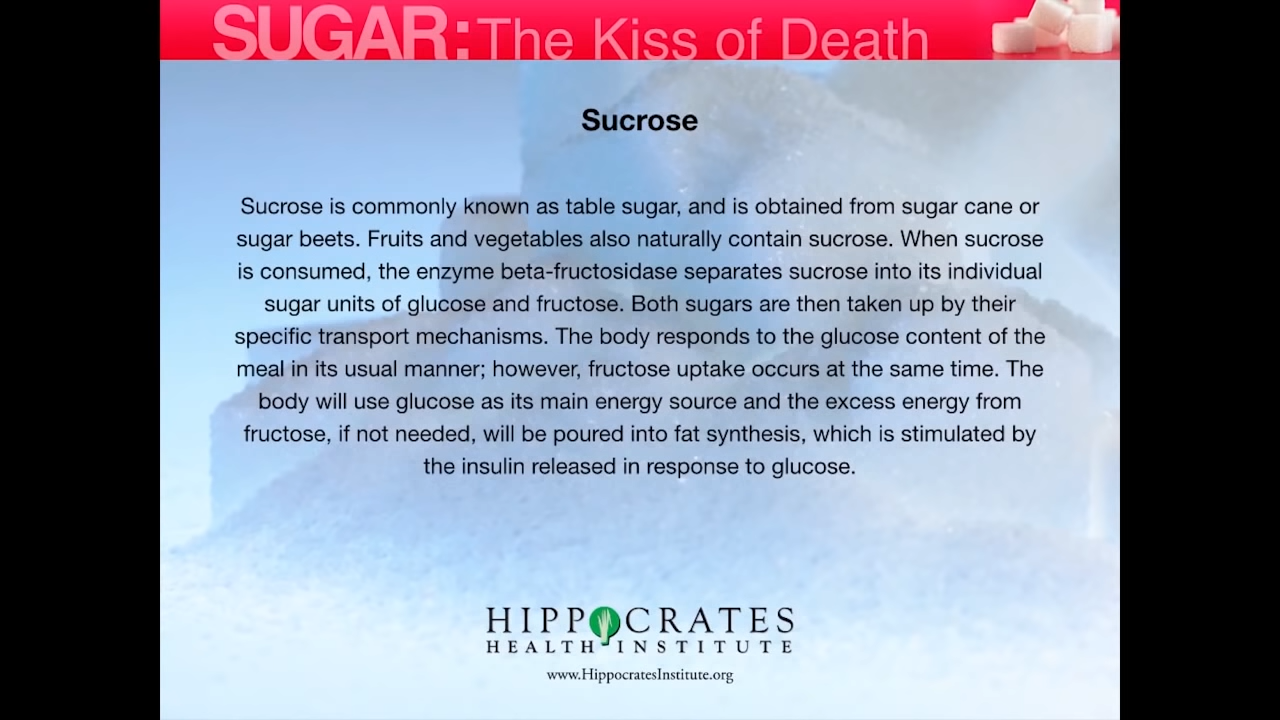 SUGAR: The Kiss of Death
Sucrose
Sucrose is commonly known as table sugar, and is obtained from sugar cane or
sugar beets. Fruits and vegetables also naturally contain sucrose. When sucrose
is consumed, the enzyme beta-fructosidase separates sucrose into its individual
sugar units of glucose and fructose. Both sugars are then taken up by their
specific transport mechanisms. The body responds to the glucose content of the
meal in its usual manner; however, fructose uptake occurs at the same time. The
body will use glucose as its main energy source and the excess energy from
fructose, if not needed, will be poured into fat synthesis, which is stimulated by
the insulin released in response to glucose.
HIPPOCRATES
HEALTH INSTITUTE
www.HippocratesInstitute.org